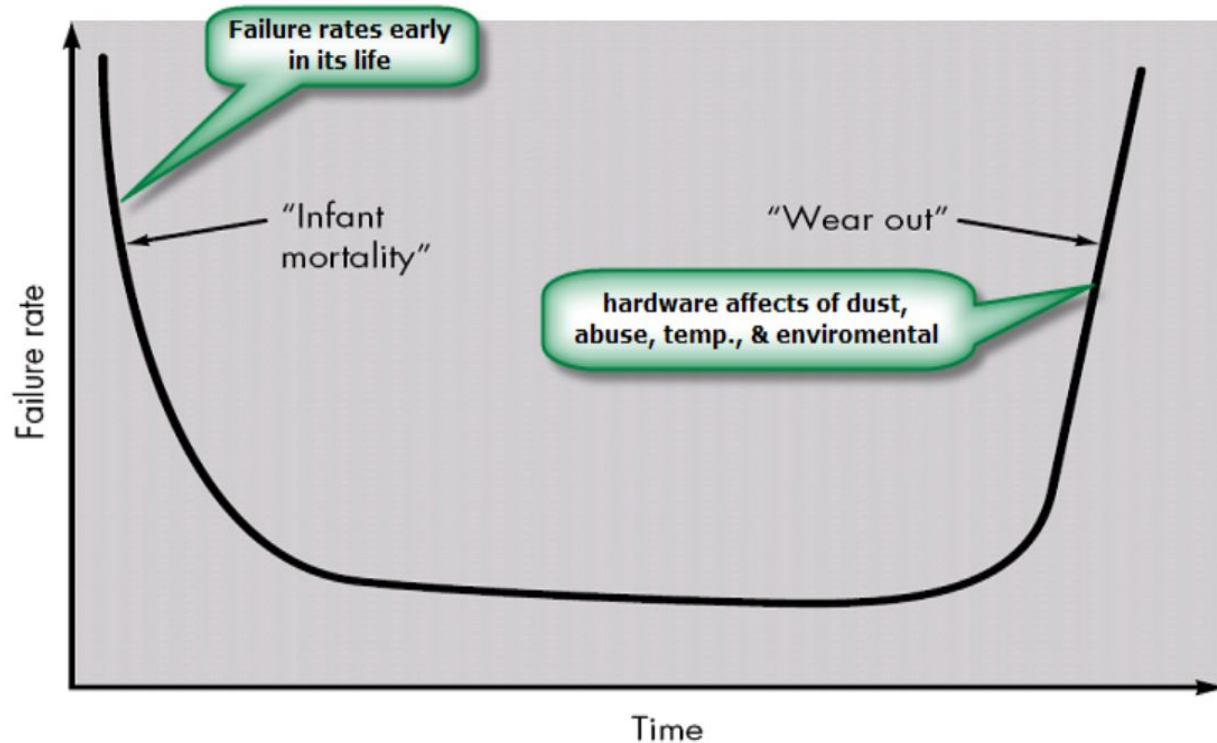 Failure rates early
in its life
“Infant
mortality”
“Wear out”
hardware affects of dust,
abuse, temp., & enviromental
Failure rate
Time